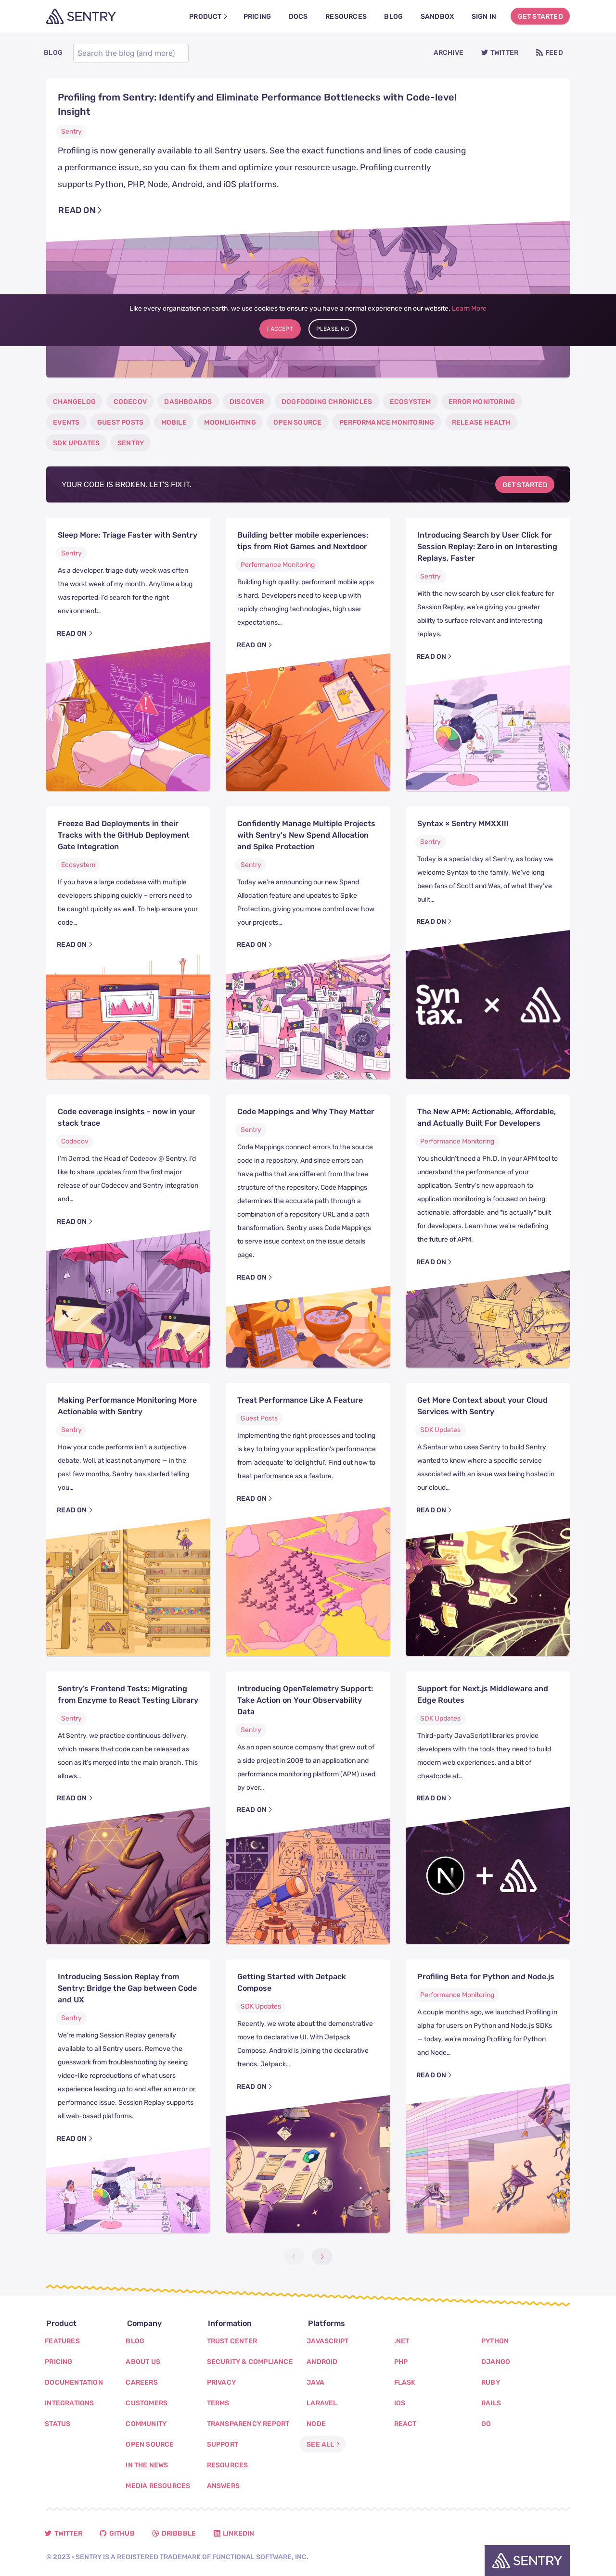 SENTRY
PRODUCT
PRICING
DOCS
RESOURCES
BLOG
SANDBOX
SIGN IN
GET STARTED
BLOG
Search the blog (and more)
ARCHIVE
TWITTER
FEED
Profiling from Sentry: Identify and Eliminate Performance Bottlenecks with Code-level
Insight
Sentry
Profiling is now generally available to all Sentry users. See the exact functions and lines of code causing
a performance issue, so you can fix them and optimize your resource usage. Profiling currently
supports Python, PHP, Node, Android, and iOS platforms.
READ ON
Like every organization on earth, we use cookies to ensure you have a normal experience on our website. Learn More
I ACCEPT
PLEASE, NO
CHANGELOG
CODECOV
DASHBOARDS
DISCOVER
DOGFOODING CHRONICLES
ECOSYSTEM
ERROR MONITORING
EVENTS
GUEST POSTS
MOBILE
MOONLIGHTING
OPEN SOURCE
PERFORMANCE MONITORING
RELEASE HEALTH
SDK UPDATES
SENTRY
YOUR CODE IS BROKEN. LET'S FIX IT.
GET STARTED
Sleep More; Triage Faster with Sentry
Sentry
As a developer, triage duty week was often
the worst week of my month. Anytime a bug
was reported, I'd search for the right
environment…
READ ON
Building better mobile experiences:
tips from Riot Games and Nextdoor
Performance Monitoring
Building high quality, performant mobile apps
is hard. Developers need to keep up with
rapidly changing technologies, high user
expectations…
READ ON
Introducing Search by User Click for
Session Replay: Zero in on Interesting
Replays, Faster
Sentry
With the new search by user click feature for
Session Replay, we're giving you greater
ability to surface relevant and interesting
replays.
READ ON
00:30
Freeze Bad Deployments in their
Tracks with the GitHub Deployment
Gate Integration
Ecosystem
If you have a large codebase with multiple
developers shipping quickly – errors need to
be caught quickly as well. To help ensure your
code…
READ ON
Confidently Manage Multiple Projects
with Sentry's New Spend Allocation
and Spike Protection
Sentry
Today we're announcing our new Spend
Allocation feature and updates to Spike
Protection, giving you more control over how
your projects…
READ ON
Syntax × Sentry MMXXIII
Sentry
Today is a special day at Sentry, as today we
welcome Syntax to the family. We've long
been fans of Scott and Wes, of what they've
built…
READ ON
Syn
tax.
×
Code coverage insights - now in your
stack trace
Codecov
I'm Jerrod, the Head of Codecov @ Sentry. I'd
like to share updates from the first major
release of our Codecov and Sentry integration
and…
READ ON
Code Mappings and Why They Matter
Sentry
Code Mappings connect errors to the source
code in a repository. And since errors can
have paths that are different from the tree
structure of the repository, Code Mappings
determines the accurate path through a
combination of a repository URL and a path
transformation. Sentry uses Code Mappings
to serve issue context on the issue details
page.
READ ON
The New APM: Actionable, Affordable,
and Actually Built For Developers
Performance Monitoring
You shouldn't need a Ph.D. in your APM tool to
understand the performance of your
application. Sentry's new approach to
application monitoring is focused on being
actionable, affordable, and *is actually* built
for developers. Learn how we're redefining
the future of APM.
READ ON
Making Performance Monitoring More
Actionable with Sentry
Sentry
How your code performs isn't a subjective
debate. Well, at least not anymore — in the
past few months, Sentry has started telling
you…
READ ON
Treat Performance Like A Feature
Guest Posts
Implementing the right processes and tooling
is key to bring your application's performance
from 'adequate' to 'delightful'. Find out how to
treat performance as a feature.
READ ON
Get More Context about your Cloud
Services with Sentry
SDK Updates
A Sentaur who uses Sentry to build Sentry
wanted to know where a specific service
associated with an issue was being hosted in
our cloud…
READ ON
Sentry's Frontend Tests: Migrating
from Enzyme to React Testing Library
Sentry
At Sentry, we practice continuous delivery,
which means that code can be released as
soon as it's merged into the main branch. This
allows…
READ ON
Introducing OpenTelemetry Support:
Take Action on Your Observability
Data
Sentry
As an open source company that grew out of
a side project in 2008 to an application and
performance monitoring platform (APM) used
by over…
READ ON
Support for Next.js Middleware and
Edge Routes
SDK Updates
Third-party JavaScript libraries provide
developers with the tools they need to build
modern web experiences, and a bit of
cheatcode at…
READ ON
N +
Introducing Session Replay from
Sentry: Bridge the Gap between Code
and UX
Sentry
We're making Session Replay generally
available to all Sentry users. Remove the
guesswork from troubleshooting by seeing
video-like reproductions of what users
experience leading up to and after an error or
performance issue. Session Replay supports
all web-based platforms.
READ ON
00:30
Getting Started with Jetpack
Compose
SDK Updates
Recently, we wrote about the demonstrative
move to declarative UI. With Jetpack
Compose, Android is joining the declarative
trends. Jetpack…
READ ON
Profiling Beta for Python and Node.js
Performance Monitoring
A couple months ago, we launched Profiling in
alpha for users on Python and Node.js SDKs
— today, we're moving Profiling for Python
and Node…
READ ON
Product
FEATURES
PRICING
DOCUMENTATION
INTEGRATIONS
STATUS
Company
BLOG
ABOUT US
CAREERS
CUSTOMERS
COMMUNITY
OPEN SOURCE
IN THE NEWS
MEDIA RESOURCES
Information
TRUST CENTER
SECURITY & COMPLIANCE
PRIVACY
TERMS
TRANSPARENCY REPORT
SUPPORT
RESOURCES
ANSWERS
Platforms
JAVASCRIPT
ANDROID
JAVA
LARAVEL
NODE
SEE ALL
.NET
PHP
FLASK
IOS
REACT
PYTHON
DJANGO
RUBY
RAILS
GO
TWITTER
GITHUB
DRIBBBLE
LINKEDIN
© 2023 • SENTRY IS A REGISTERED TRADEMARK OF FUNCTIONAL SOFTWARE, INC.
SENTRY